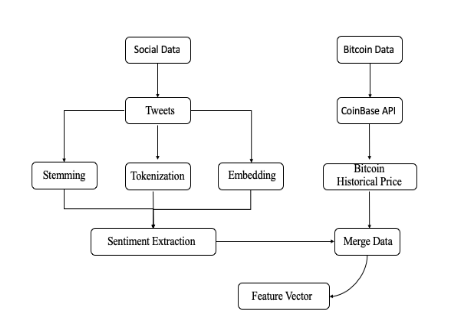 Social Data
Bitcoin Data
Tweets
CoinBase API
Stemming
Tokenization
Embedding
Bitcoin
Historical Price
Sentiment Extraction
Merge Data
Feature Vector